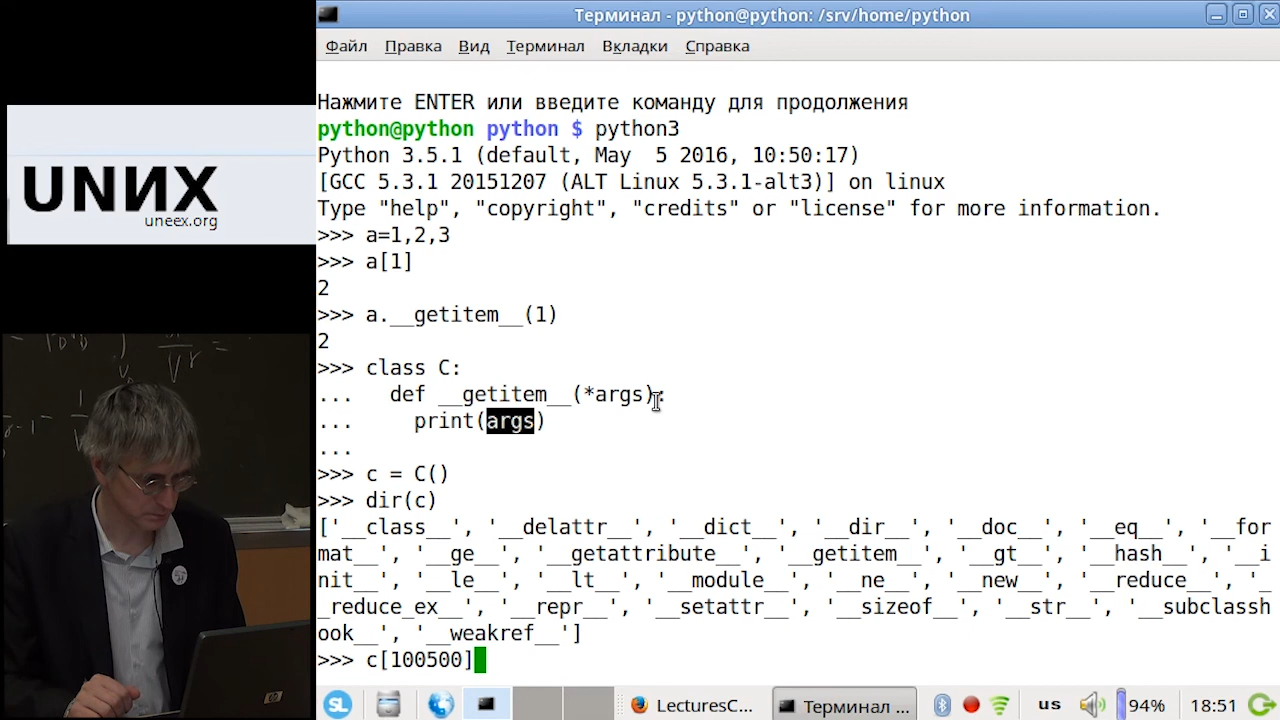 Терминал - python@python: /srv/home/python
Файл Правка Вид Терминал Вкладки Справка
UNИX
uneex.org
Нажмите ENTER или введите команду для продолжения
python@python python $ python3
Python 3.5.1 (default, May  5 2016, 10:50:17)
[GCC 5.3.1 20151207 (ALT Linux 5.3.1-alt3)] on linux
Type "help", "copyright", "credits" or "license" for more information.
>>> a=1,2,3
>>> a[1]
2
>>> a.__getitem__(1)
2
>>> class C:
...   def __getitem__(*args):
...     print(args)
...
>>> c = C()
>>> dir(c)
['__class__', '__delattr__', '__dict__', '__dir__', '__doc__', '__eq__', '__for
mat__', '__ge__', '__getattribute__', '__getitem__', '__gt__', '__hash__', '__i
nit__', '__le__', '__lt__', '__module__', '__ne__', '__new__', '__reduce__', '_
_reduce_ex__', '__repr__', '__setattr__', '__sizeof__', '__str__', '__subclassh
ook__', '__weakref__']
>>> c[100500]
SL LecturesC... Терминал ... us 94% 18:51